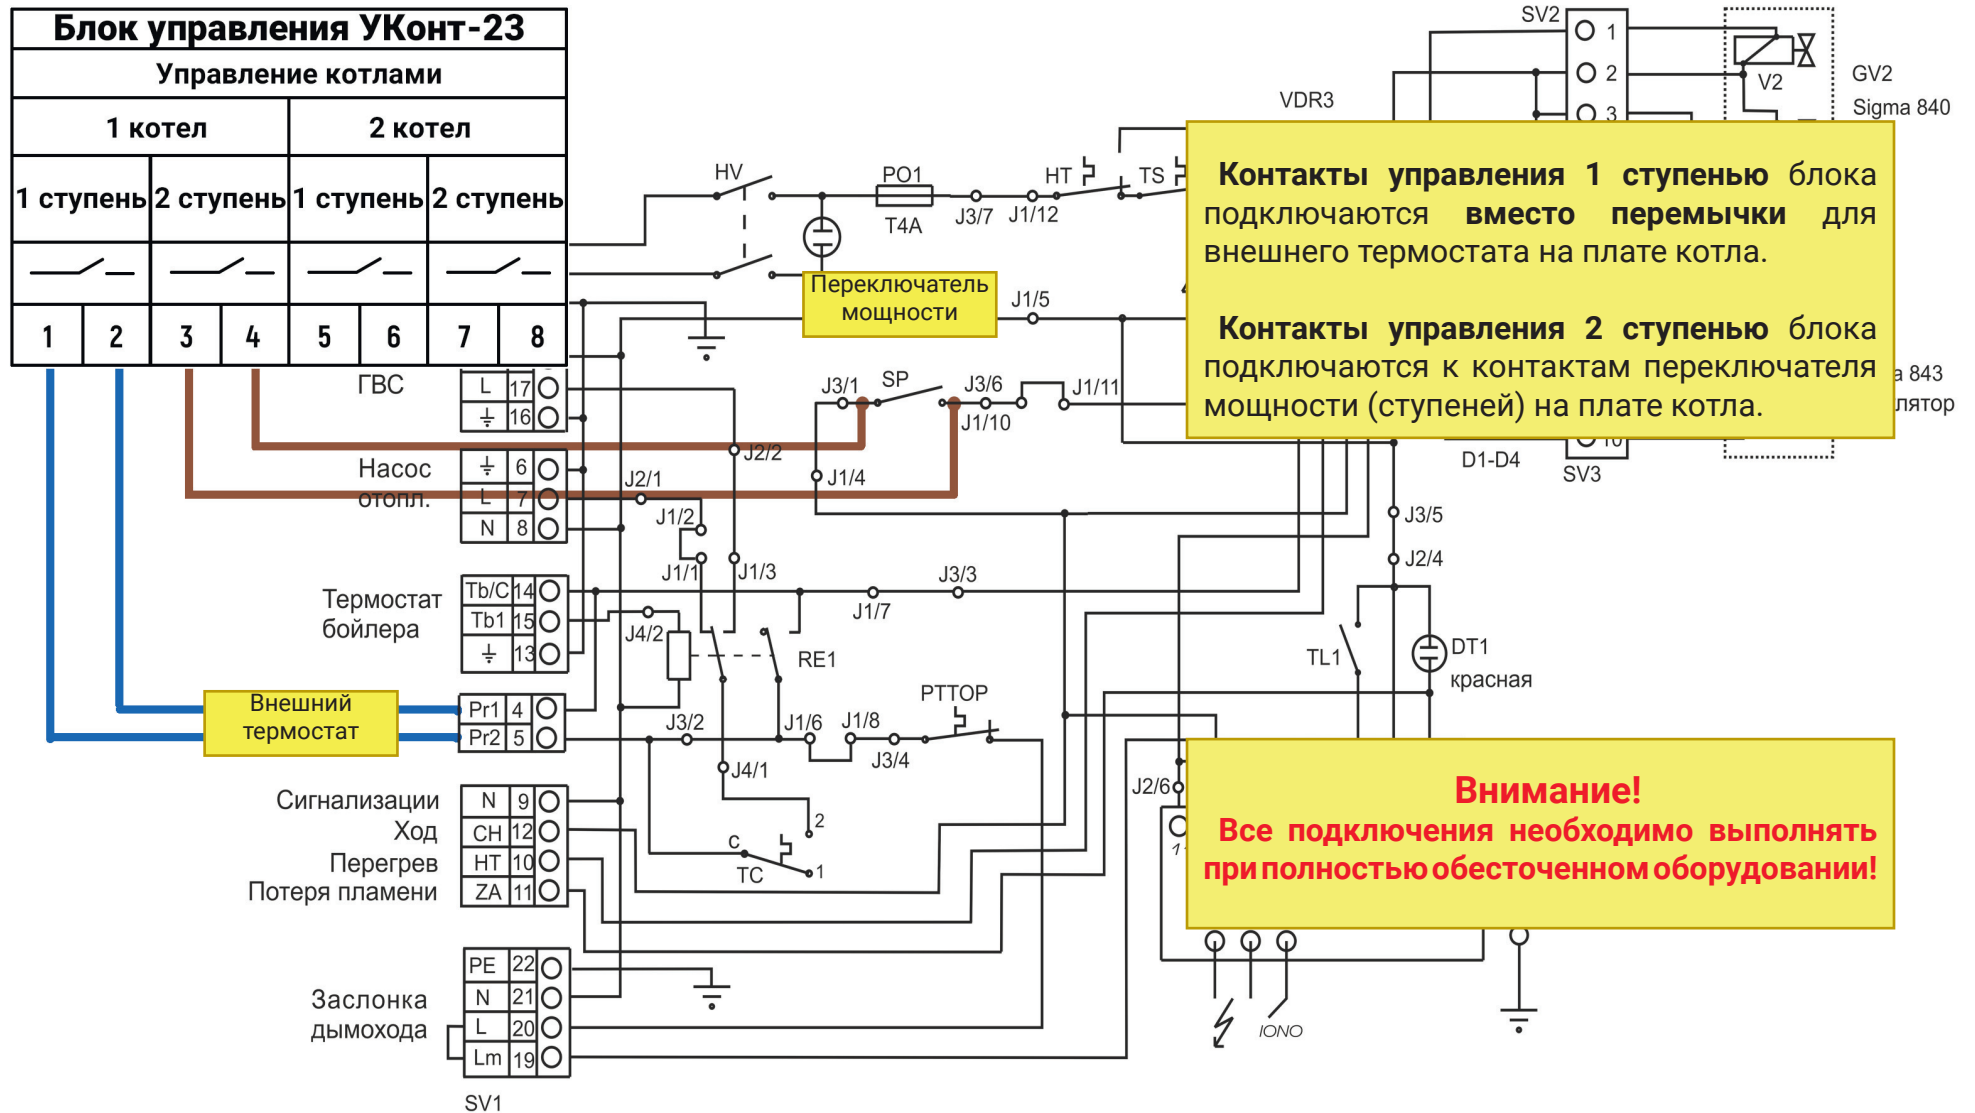 Блок управления УКонт-23
Управление котлами
1 котел
2 котел
1 ступень
2 ступень
1 ступень
2 ступень
1
2
3
4
5
6
7
8
HV
PO1
T4A
J3/7
J1/12
HT
TS
VDR3
SV2
1
2
3
V2
GV2
Sigma 840
Контакты управления 1 ступенью блока
подключаются вместо перемычки для
внешнего термостата на плате котла.
Контакты управления 2 ступенью блока
подключаются к контактам переключателя
мощности (ступеней) на плате котла.
Переключатель
мощности
J1/5
a 843
лятор
10
D1-D4
SV3
ГВС
L 17
16
J3/1
SP
J3/6
J1/10
J1/11
J2/2
J1/4
Насос
отопл.
6
L 7
N 8
J2/1
J1/2
J1/1
J1/3
J3/5
J2/4
Термостат
бойлера
Tb/C 14
Tb1 15
13
J4/2
RE1
J1/7
J3/3
TL1
DT1
красная
Внешний
термостат
Pr1 4
Pr2 5
J3/2
J1/6
J1/8
J3/4
PTTOP
J4/1
C
TC
2
1
J2/6
Сигнализации
Ход
Перегрев
Потеря пламени
N 9
CH 12
HT 10
ZA 11
Внимание!
Все подключения необходимо выполнять
при полностью обесточенном оборудовании!
Заслонка
дымохода
PE 22
N 21
L 20
Lm 19
SV1
IONO